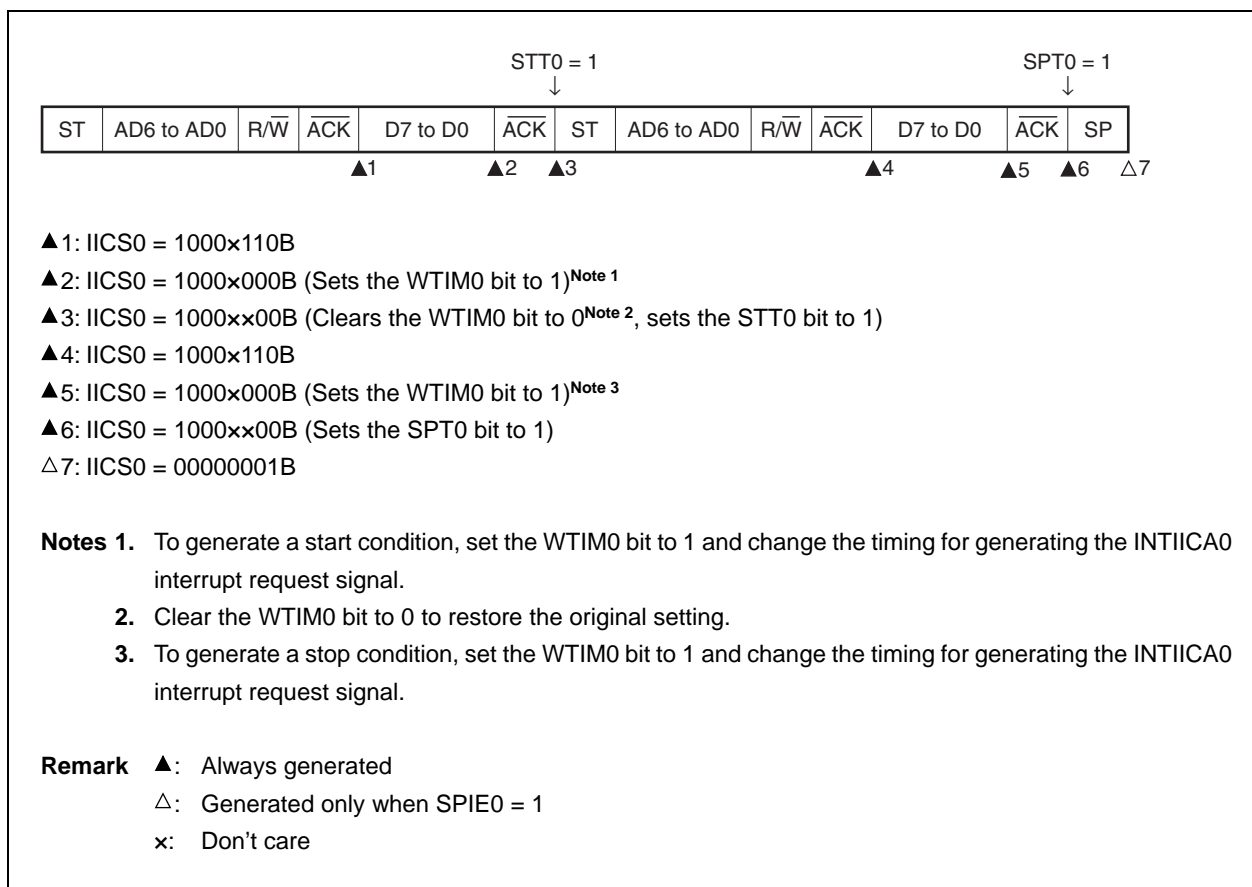 STT0 = 1 SPT0 = 1
↓ ↓
ST AD6 to AD0 R/W̅ A̅C̅K̅ D7 to D0 A̅C̅K̅ ST AD6 to AD0 R/W̅ A̅C̅K̅ D7 to D0 A̅C̅K̅ SP
▲1 ▲2 ▲3 ▲4 ▲5 ▲6 △7
▲1: IICS0 = 1000×110B
▲2: IICS0 = 1000×000B (Sets the WTIM0 bit to 1)Note 1
▲3: IICS0 = 1000××00B (Clears the WTIM0 bit to 0Note 2, sets the STT0 bit to 1)
▲4: IICS0 = 1000×110B
▲5: IICS0 = 1000×000B (Sets the WTIM0 bit to 1)Note 3
▲6: IICS0 = 1000××00B (Sets the SPT0 bit to 1)
△7: IICS0 = 00000001B
Notes 1. To generate a start condition, set the WTIM0 bit to 1 and change the timing for generating the INTIICA0
interrupt request signal.
2. Clear the WTIM0 bit to 0 to restore the original setting.
3. To generate a stop condition, set the WTIM0 bit to 1 and change the timing for generating the INTIICA0
interrupt request signal.
Remark ▲: Always generated
△: Generated only when SPIE0 = 1
×: Don't care